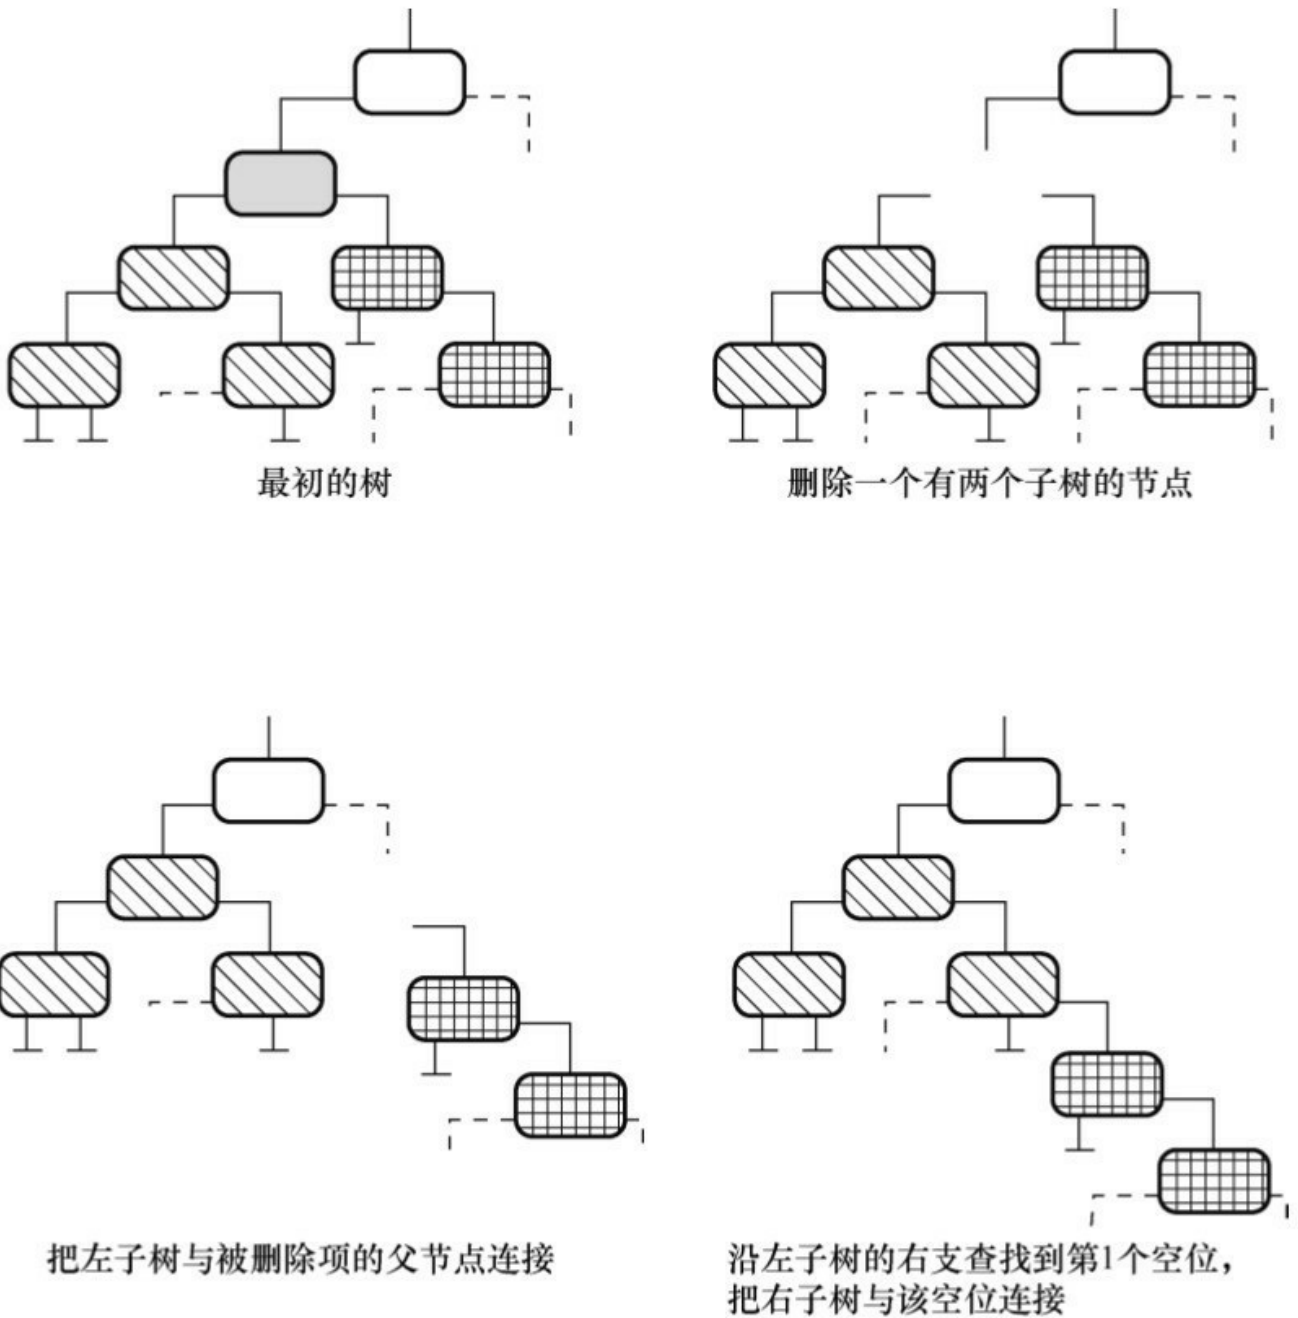 最初的树
删除一个有两个子树的节点
把左子树与被删除项的父节点连接
沿左子树的右支查找到第1个空位，
把右子树与该空位连接